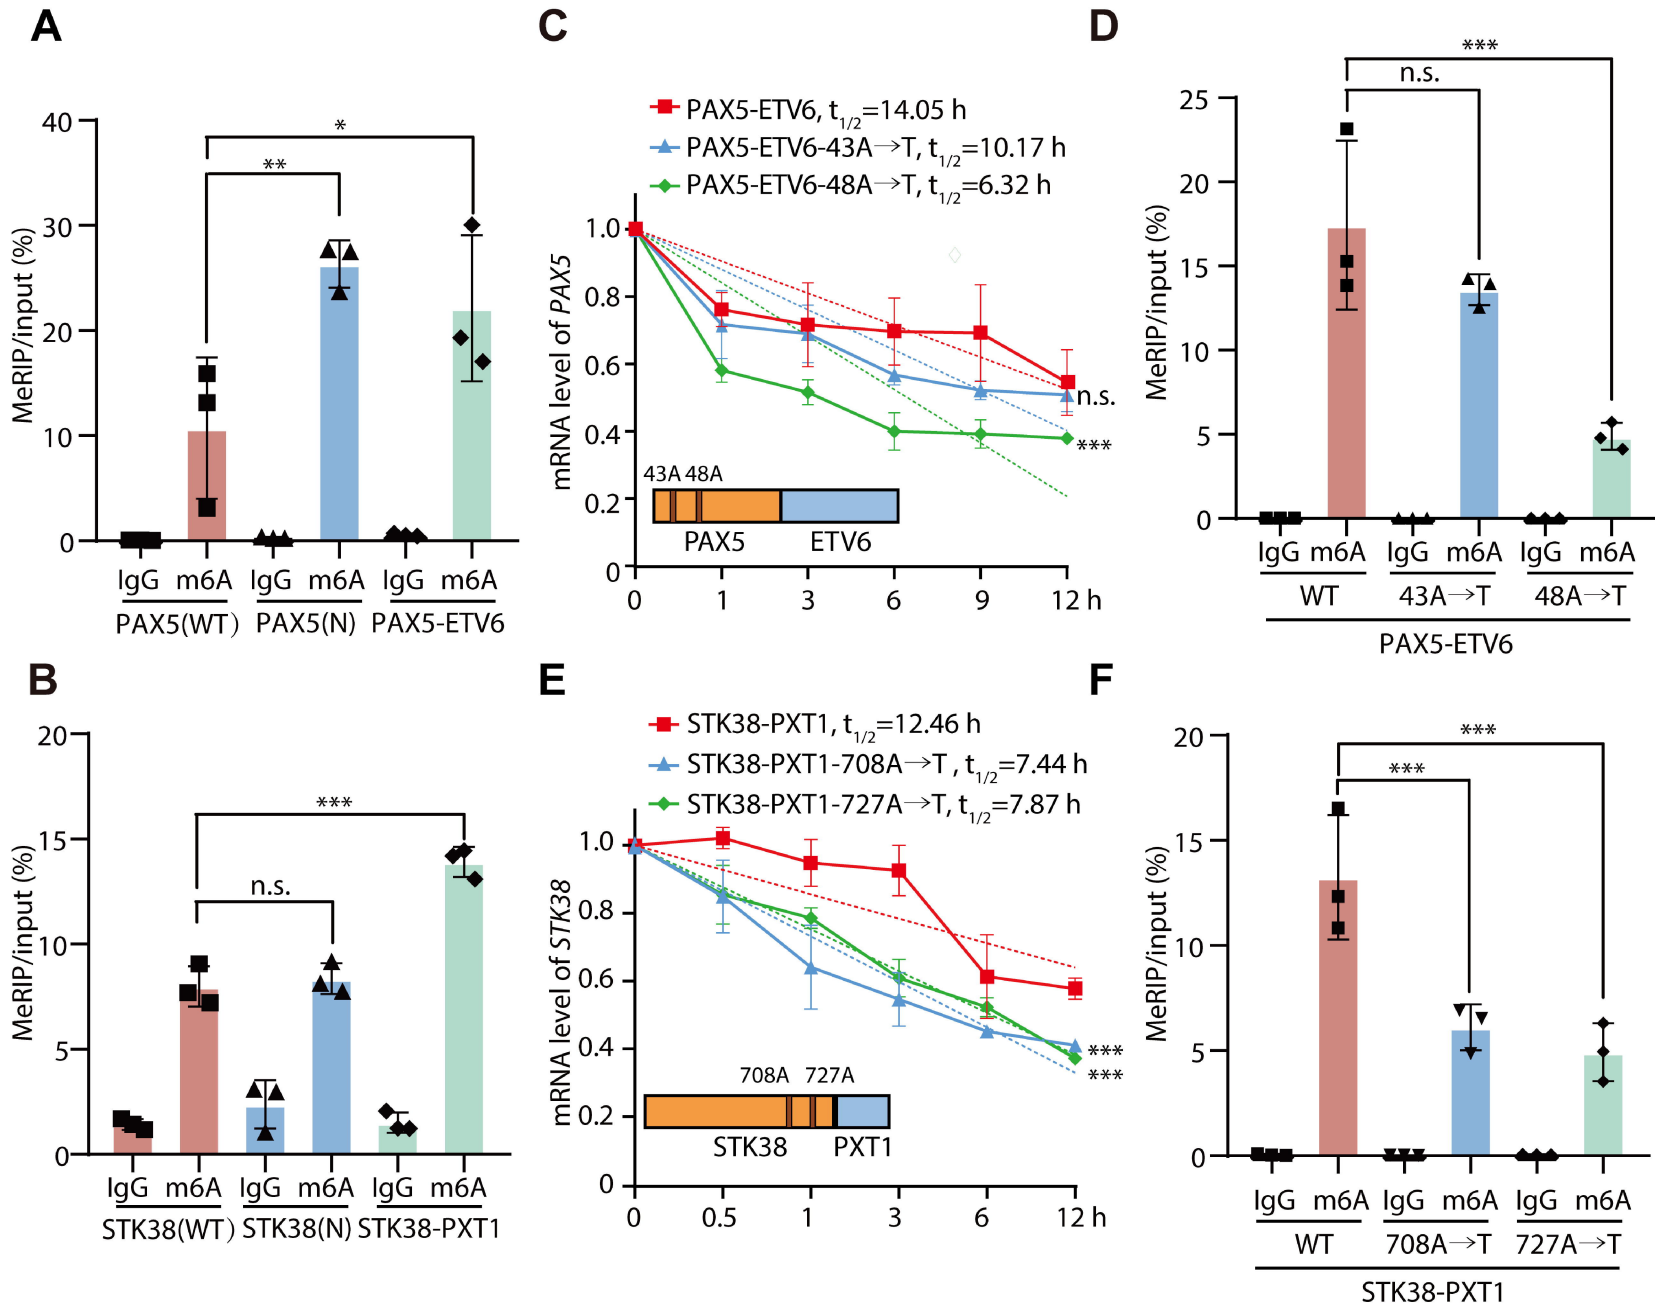 A
MeRIP/input (%)
40
30
20
10
0
*
**
IgG m6A IgG m6A IgG m6A
PAX5(WT) PAX5(N) PAX5-ETV6
B
MeRIP/input (%)
20
15
10
5
0
***
n.s.
IgG m6A IgG m6A IgG m6A
STK38(WT) STK38(N) STK38-PXT1
C
PAX5-ETV6, t1/2=14.05 h
PAX5-ETV6-43A→T, t1/2=10.17 h
PAX5-ETV6-48A→T, t1/2=6.32 h
mRNA level of PAX5
1.0
0.8
0.6
0.4
0.2
0
n.s.
***
43A 48A
PAX5 ETV6
0 1 3 6 9 12 h
D
MeRIP/input (%)
25
20
15
10
5
0
***
n.s.
IgG m6A IgG m6A IgG m6A
WT 43A→T 48A→T
PAX5-ETV6
E
STK38-PXT1, t1/2=12.46 h
STK38-PXT1-708A→T , t1/2=7.44 h
STK38-PXT1-727A→T, t1/2=7.87 h
mRNA level of STK38
1.0
0.8
0.6
0.4
0.2
0
***
***
708A 727A
STK38 PXT1
0 0.5 1 3 6 12 h
F
MeRIP/input (%)
20
15
10
5
0
***
***
IgG m6A IgG m6A IgG m6A
WT 708A→T 727A→T
STK38-PXT1